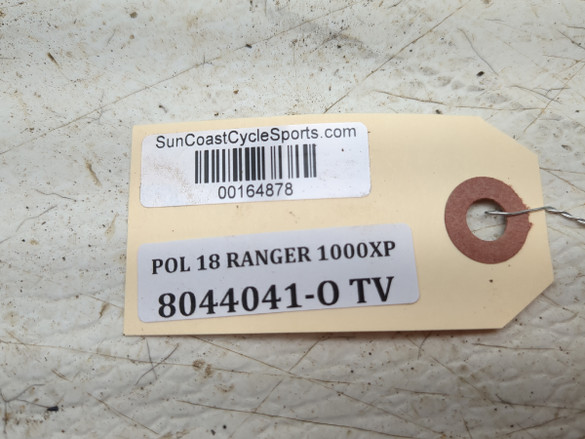 SunCoastCycleSports.com
00164878
POL 18 RANGER 1000XP
8044041-O TV